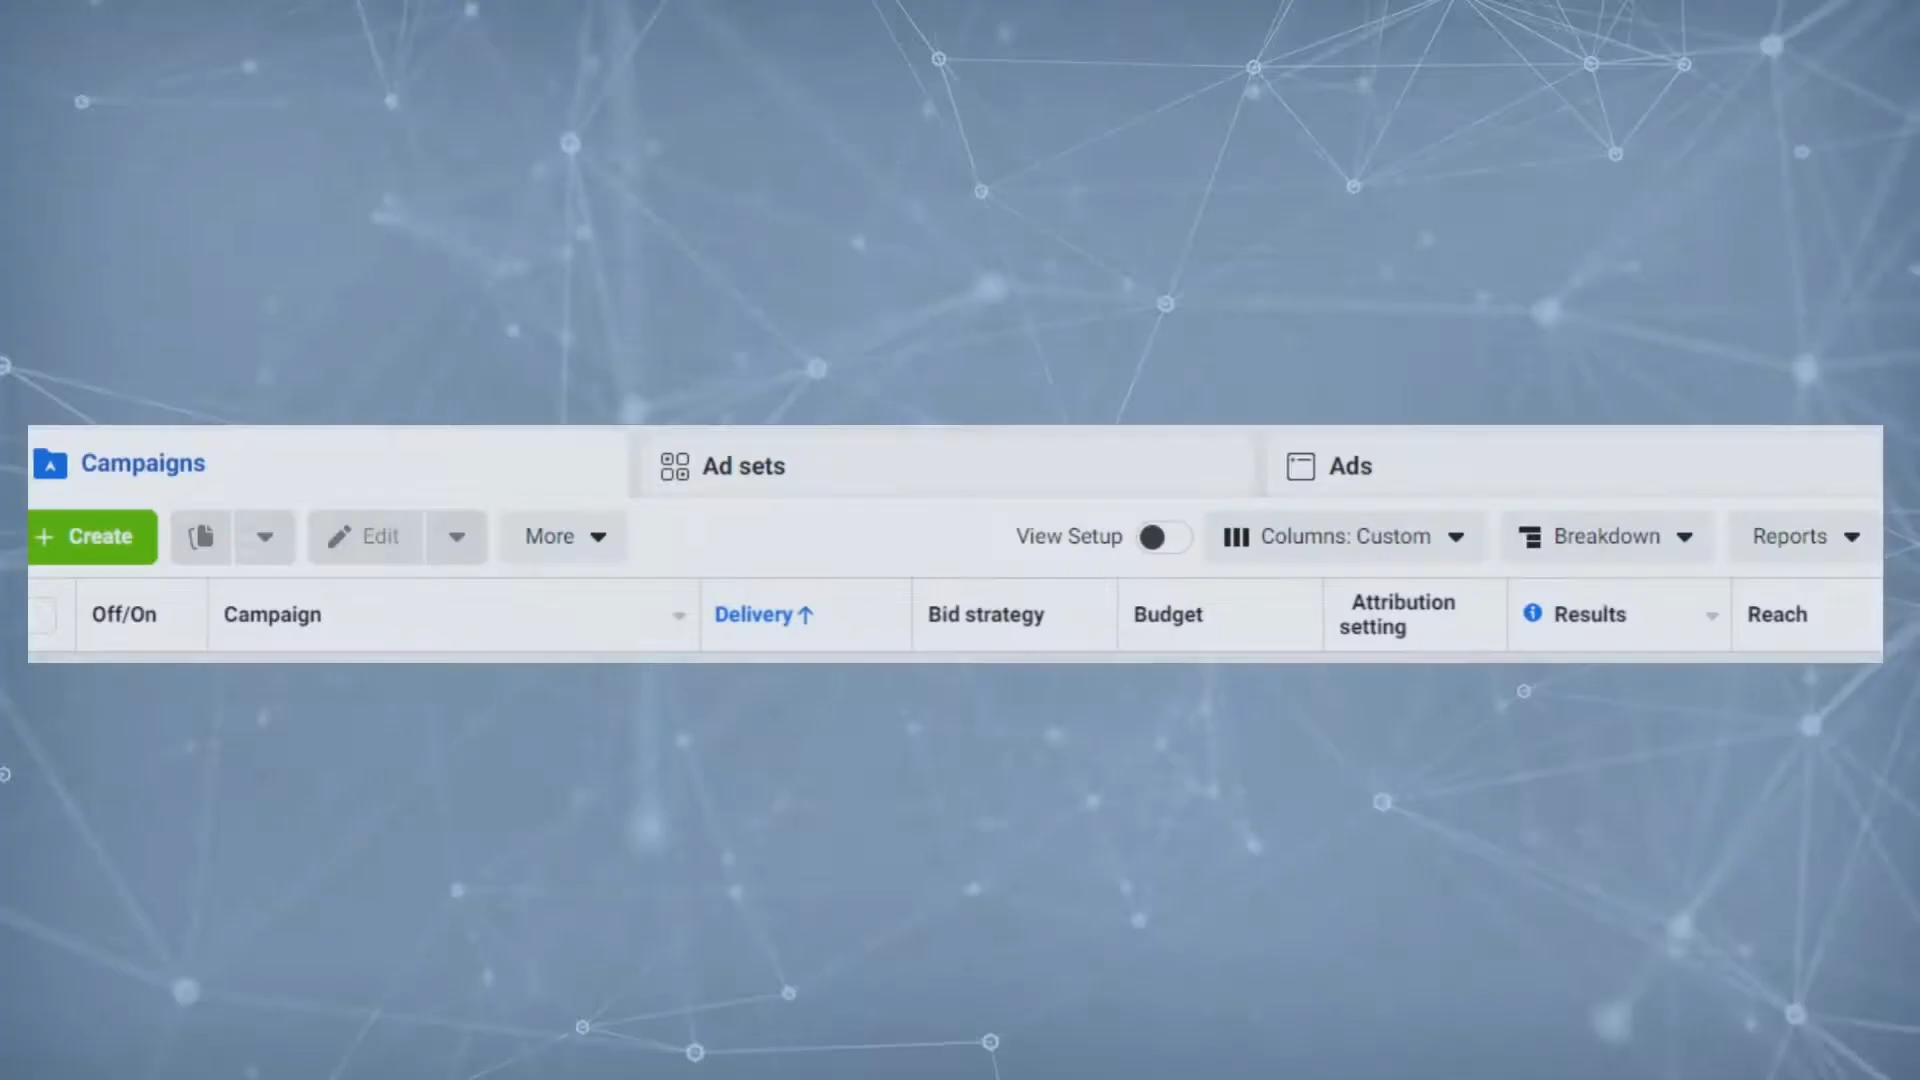 Campaigns
Ad sets
Ads
+ Create
Edit
More
View Setup
Columns: Custom
Breakdown
Reports
Off/On
Campaign
Delivery↑
Bid strategy
Budget
Attribution
setting
Results
Reach